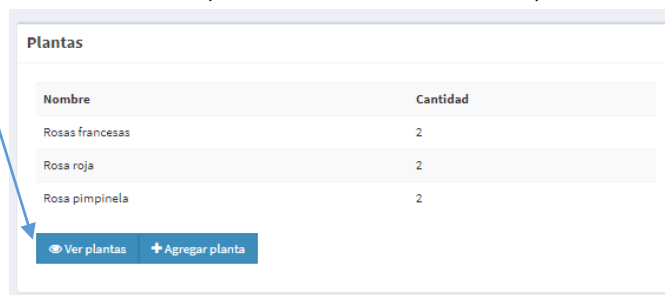 Plantas
Nombre Cantidad
Rosas francesas 2
Rosa roja 2
Rosa pimpinela 2
Ver plantas Agregar planta